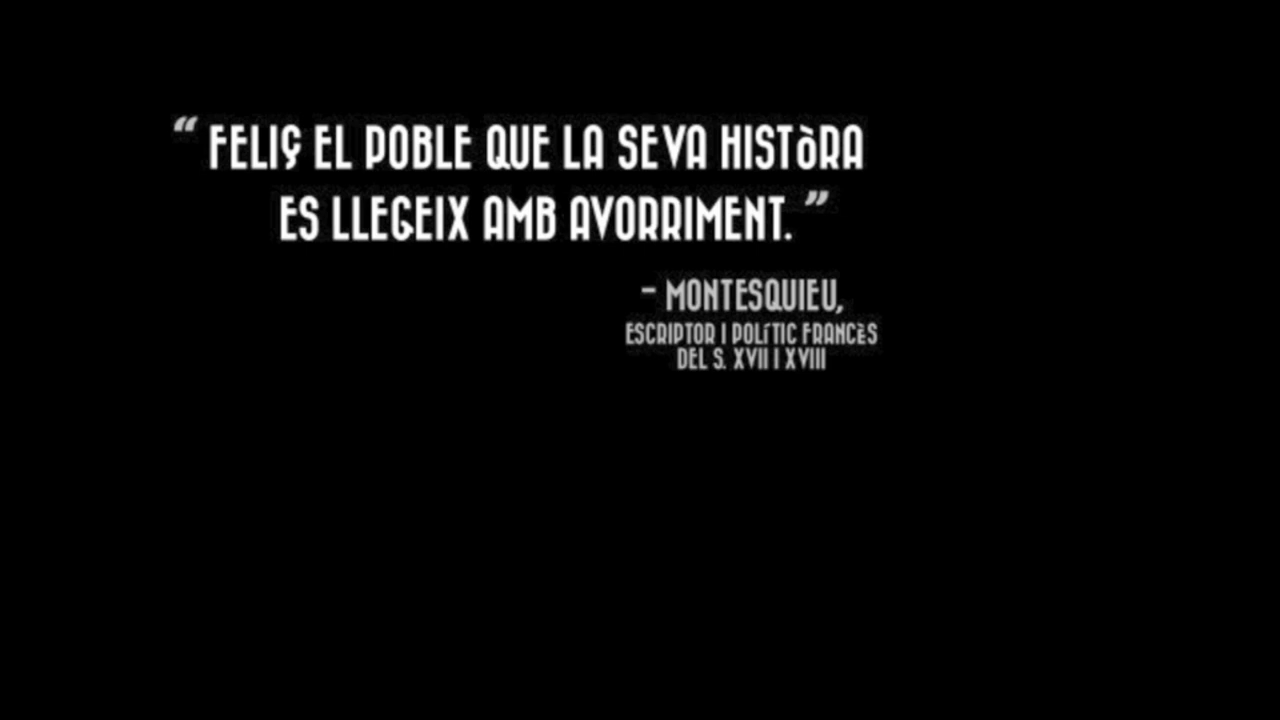 “ FELIÇ EL POBLE QUE LA SEVA HISTÒRA
ES LLEGEIX AMB AVORRIMENT. ”
– MONTESQUIEU,
ESCRIPTOR I POLÍTIC FRANCÈS
DEL S. XVII I XVIII